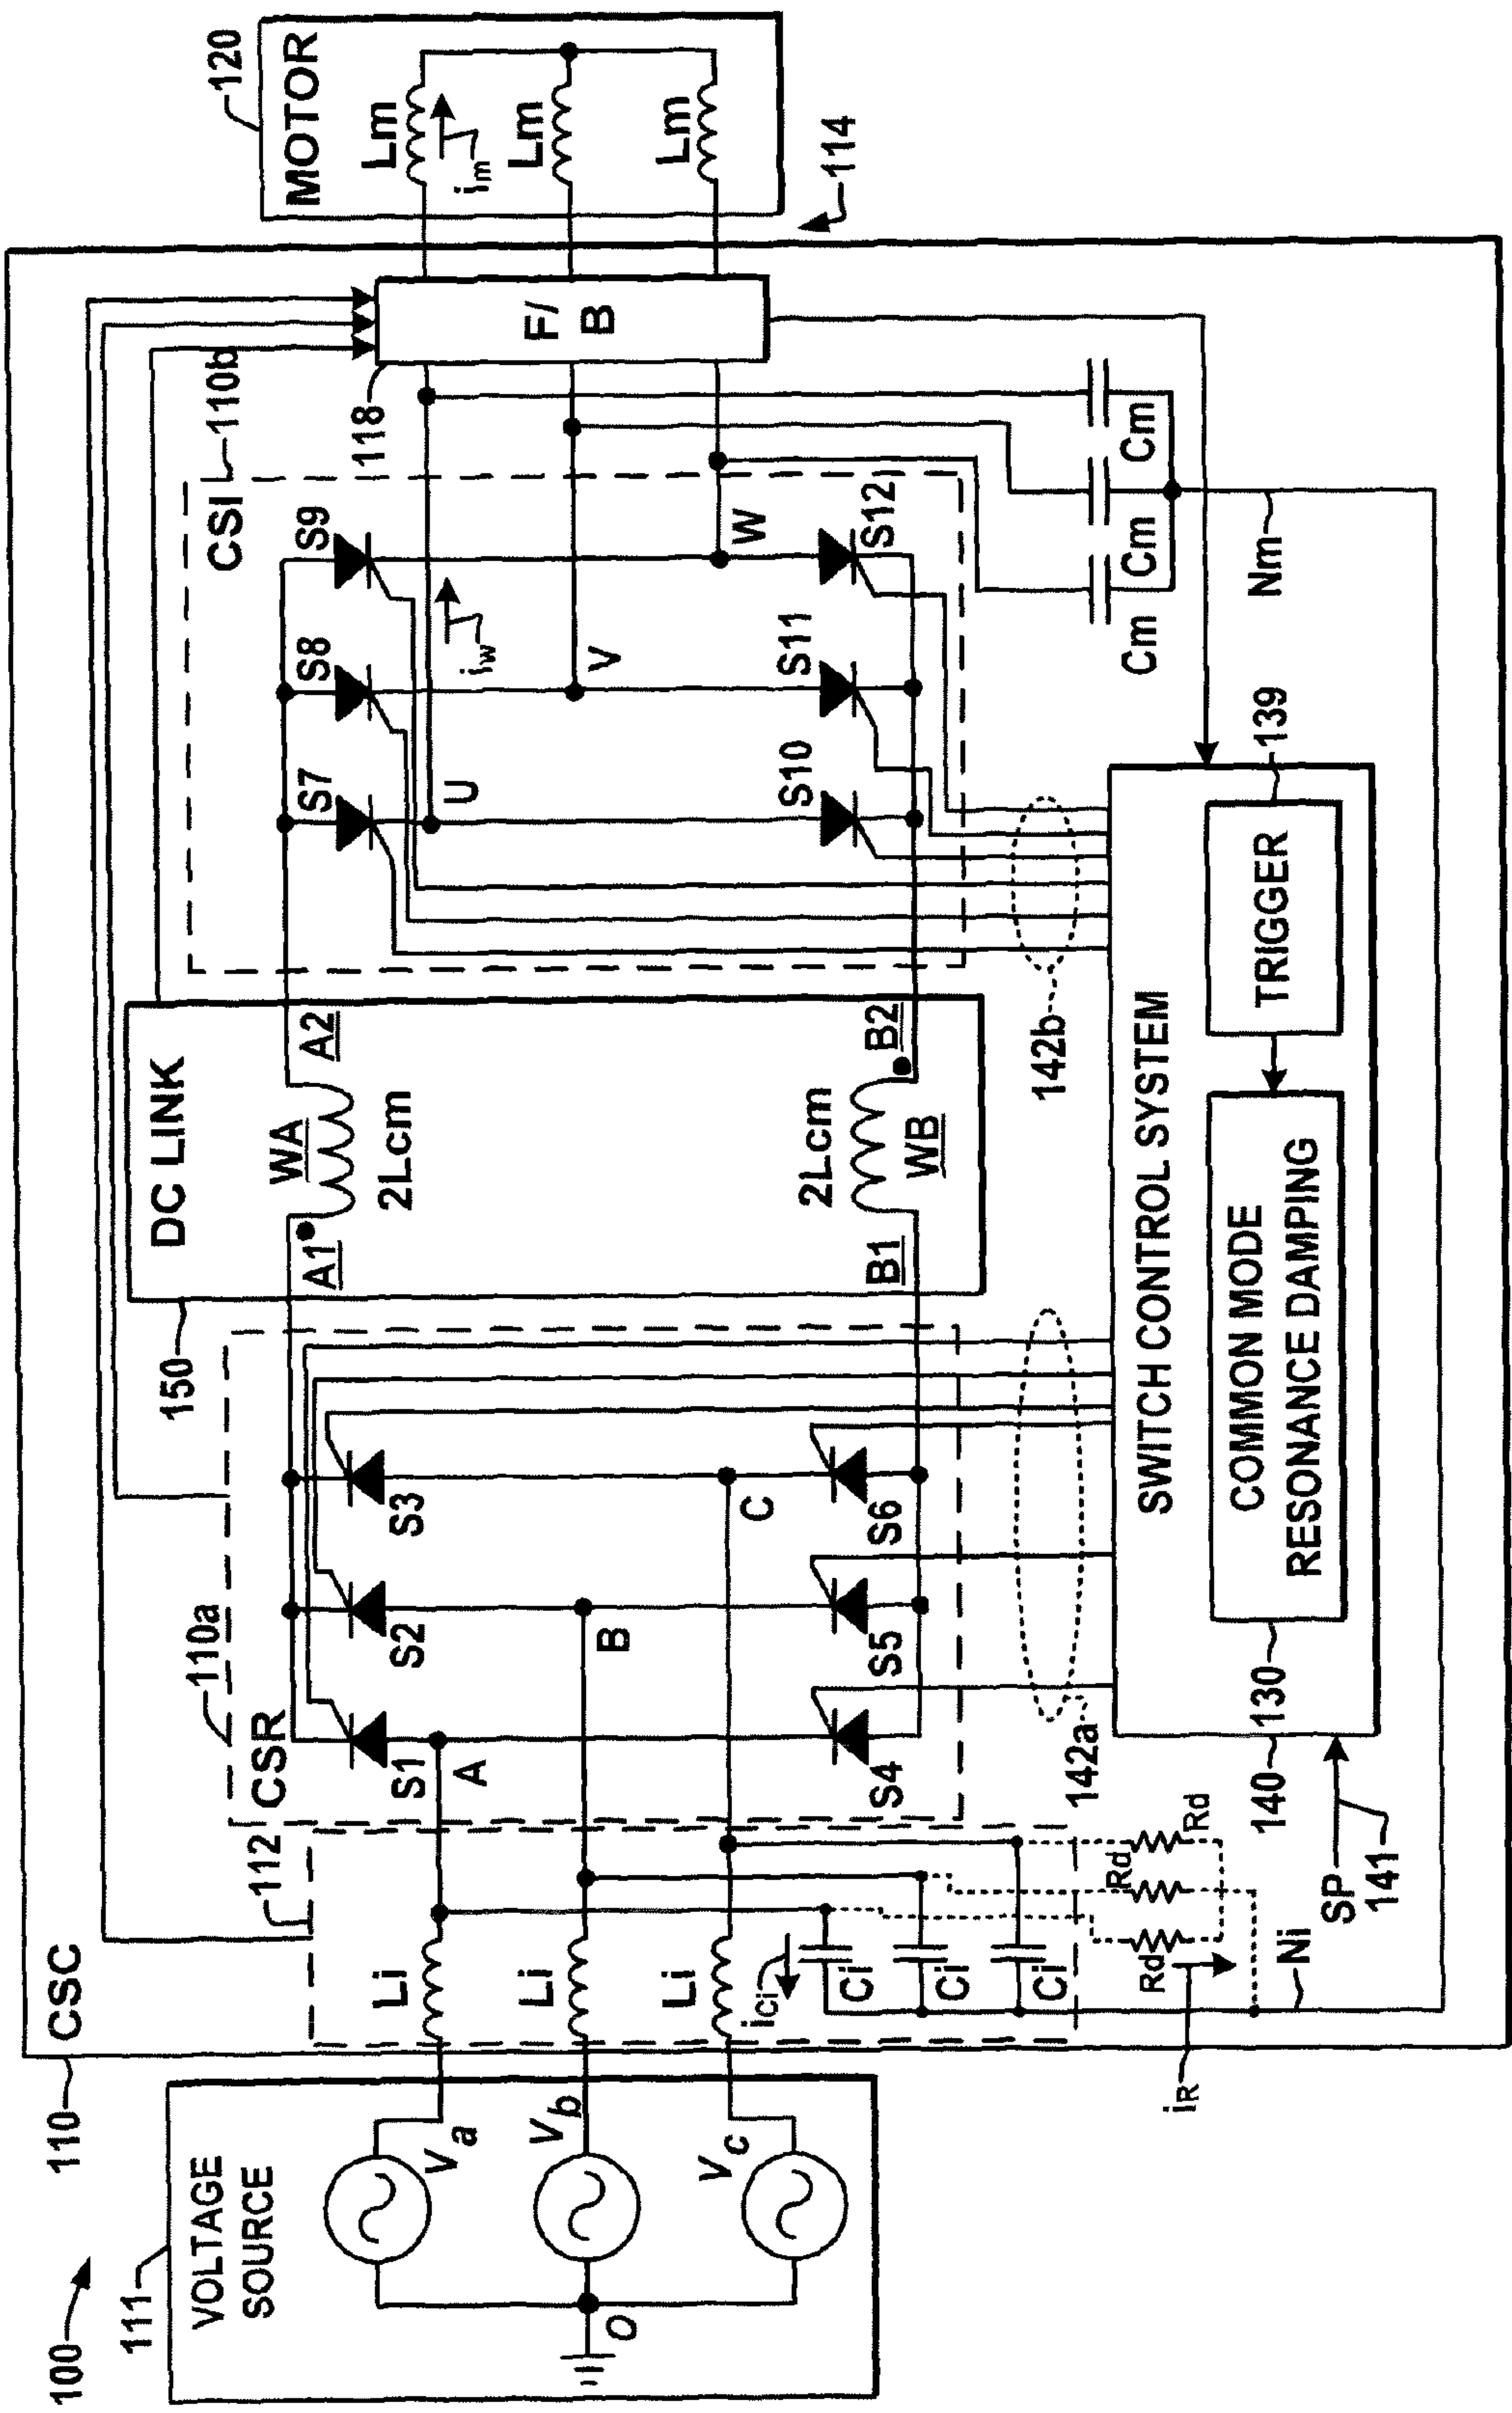 100
111
VOLTAGE
SOURCE
Va
Vb
Vc
O
110
CSC
112
Li
Li
Li
iCi
Ci
Ci
Ci
Rd
Rd
Rd
iR
Ni
110a
CSR
S1
S2
S3
A
B
C
S4
S5
S6
142a
150
DC LINK
A1
WA
A2
2Lcm
2Lcm
B1
WB
B2
110b
CSI
S7
S8
S9
U
V
W
iw
S10
S11
S12
142b
118
F/
B
Cm
Cm
Cm
Nm
114
120
MOTOR
Lm
Lm
Lm
im
SWITCH CONTROL SYSTEM
COMMON MODE
RESONANCE DAMPING
TRIGGER
139
130
140
SP
141